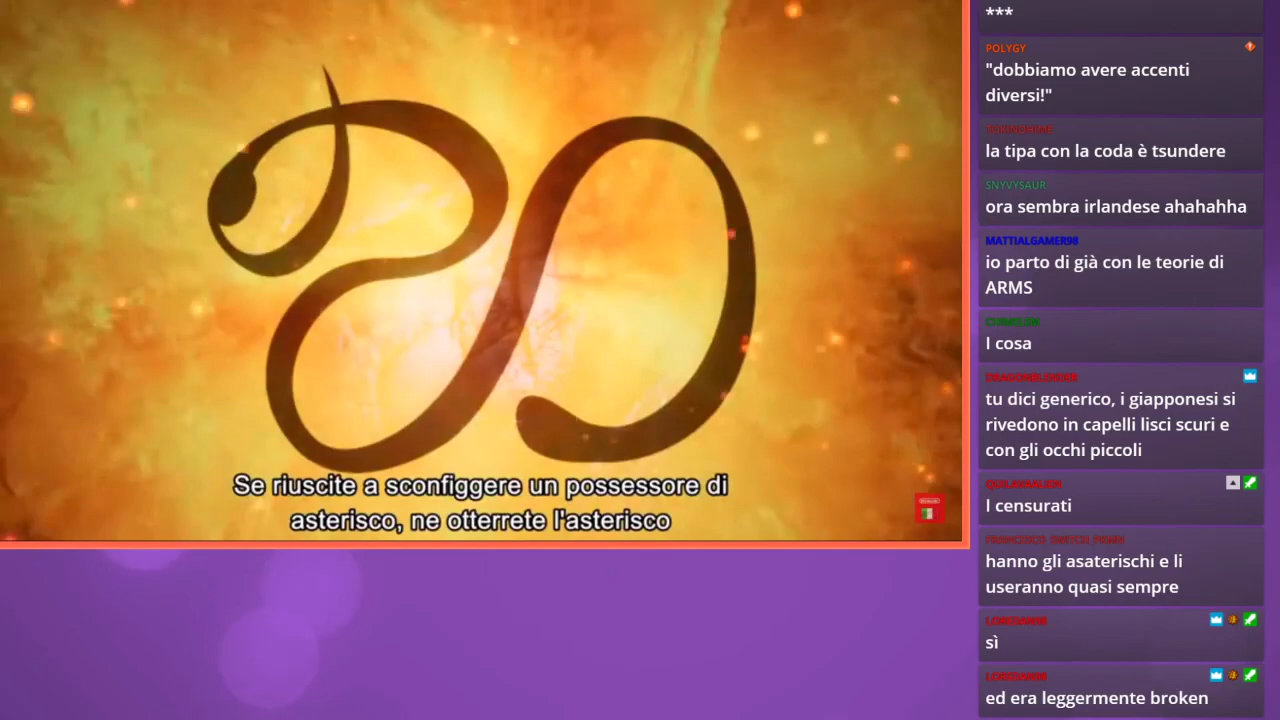 Se riuscite a sconfiggere un possessore di
asterisco, ne otterrete l'asterisco
***
POLYGY
"dobbiamo avere accenti
diversi!"
la tipa con la coda è tsundere
SNYVYSAUR
ora sembra irlandese ahahahha
MATTIALGAMER98
io parto di già con le teorie di
ARMS
I cosa
tu dici generico, i giapponesi si
rivedono in capelli lisci scuri e
con gli occhi piccoli
I censurati
hanno gli asaterischi e li
useranno quasi sempre
sì
ed era leggermente broken